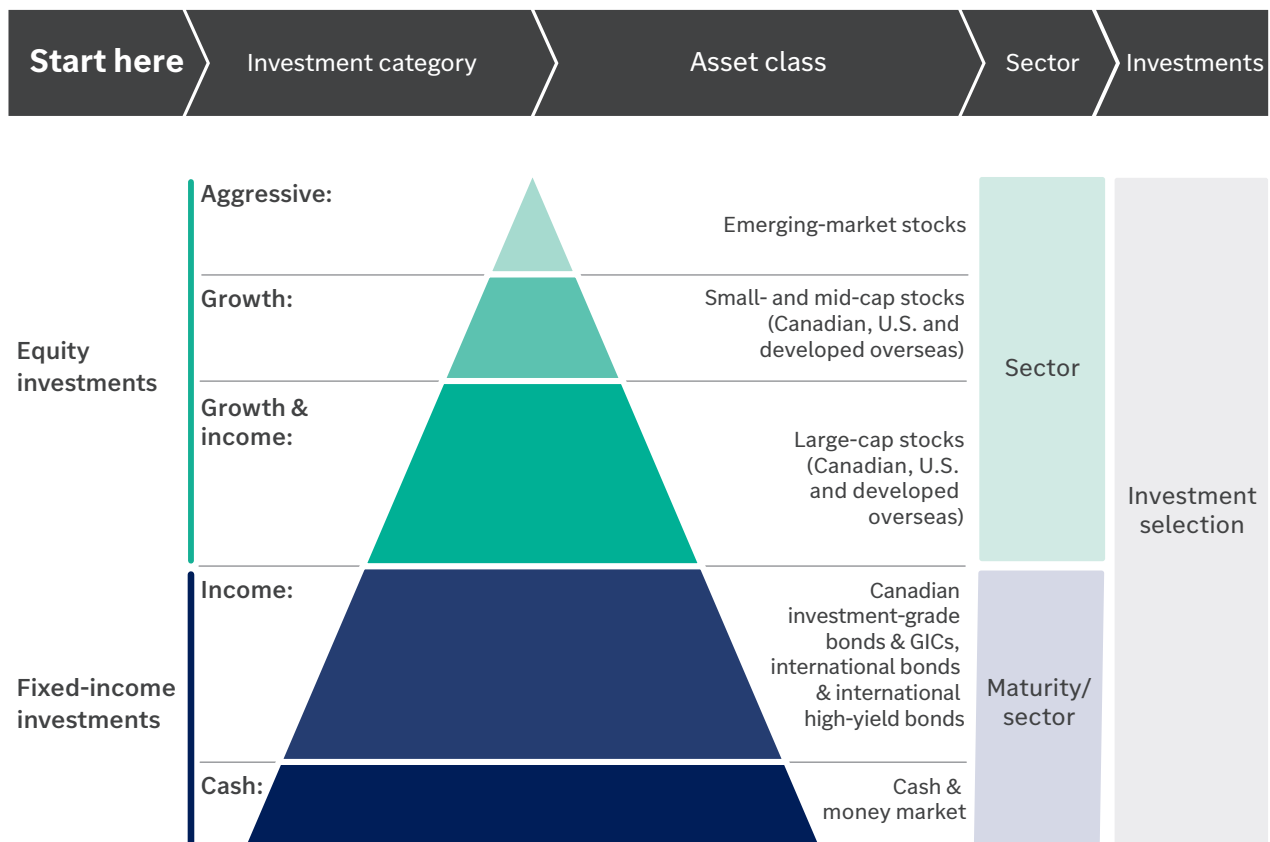 Start here
Investment category
Asset class
Sector
Investments
Equity
investments
Aggressive:
Emerging-market stocks
Growth:
Small- and mid-cap stocks
(Canadian, U.S. and
developed overseas)
Growth &
income:
Large-cap stocks
(Canadian, U.S.
and developed
overseas)
Sector
Fixed-income
investments
Income:
Canadian
investment-grade
bonds & GICs,
international bonds
& international
high-yield bonds
Cash:
Cash &
money market
Maturity/
sector
Investment
selection